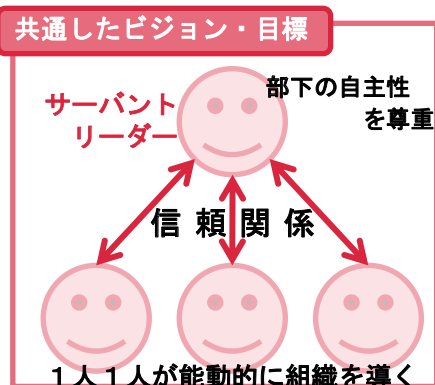 共通したビジョン・目標
サーバント
リーダー
部下の自主性
を尊重
信頼関係
１人１人が能動的に組織を導く